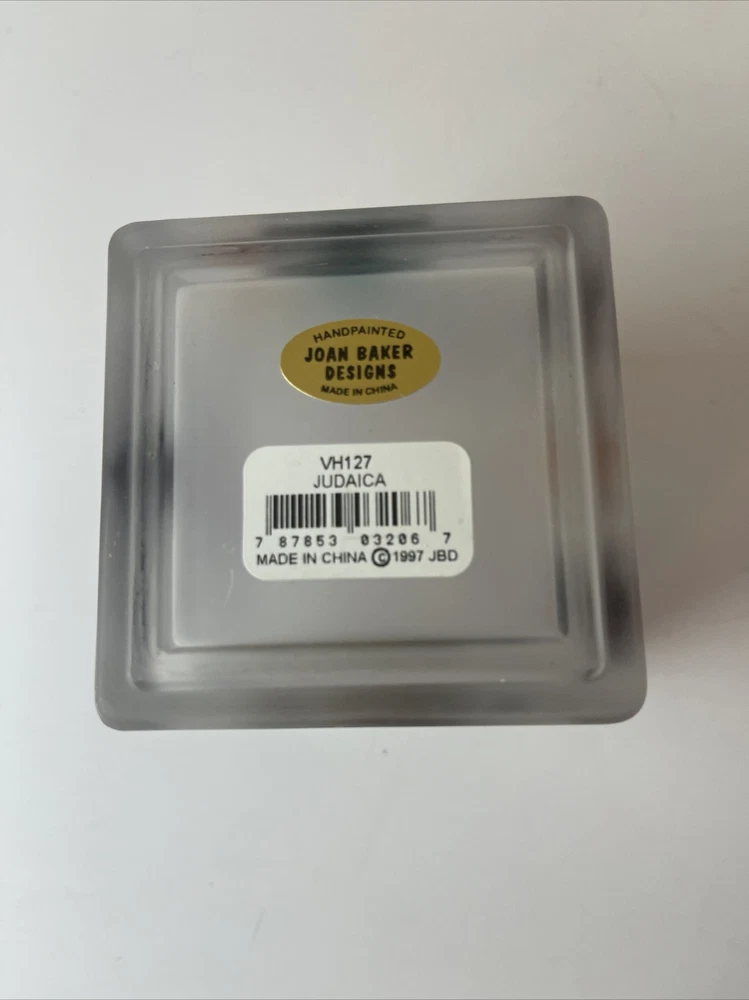 HANDPAINTED
JOAN BAKER
DESIGNS
MADE IN CHINA
VH127
JUDAICA
7 87853 03206 7
MADE IN CHINA © 1997 JBD